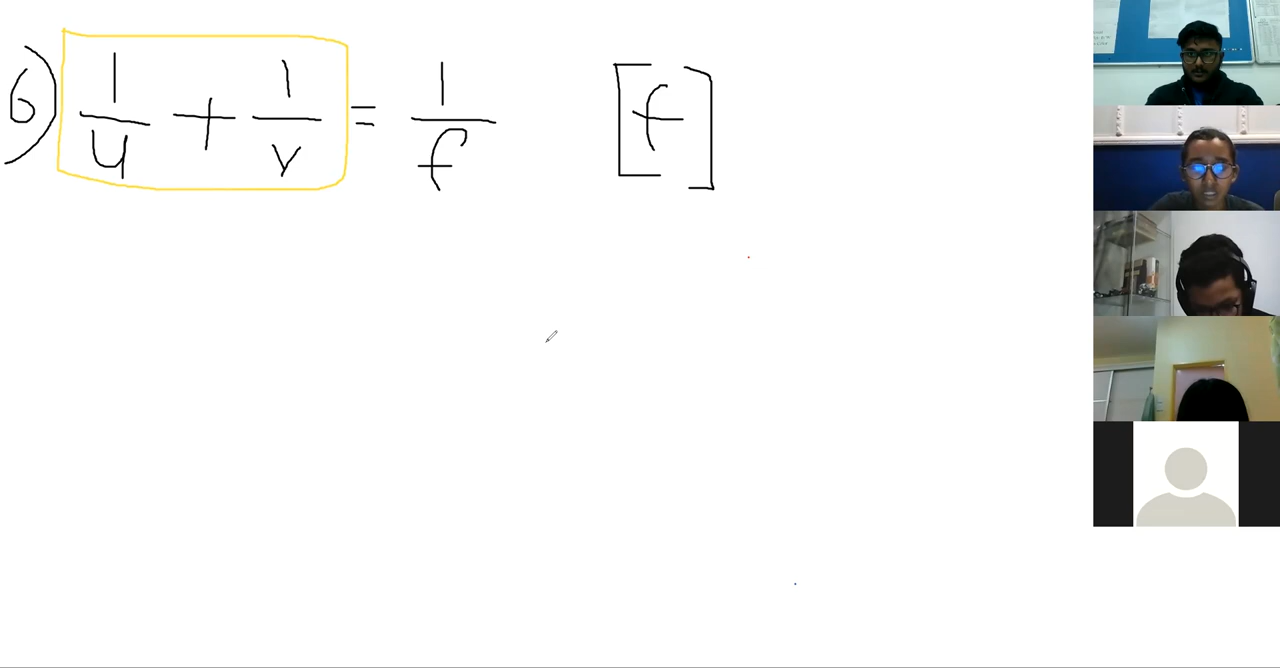 6) 1/u + 1/v = 1/f [f]